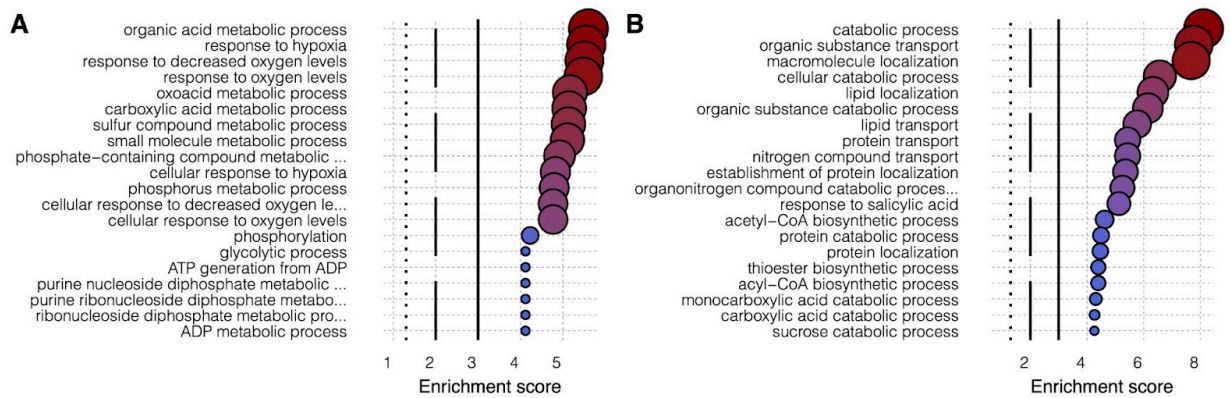 A
organic acid metabolic process
response to hypoxia
response to decreased oxygen levels
response to oxygen levels
oxoacid metabolic process
carboxylic acid metabolic process
sulfur compound metabolic process
small molecule metabolic process
phosphate−containing compound metabolic ...
cellular response to hypoxia
phosphorus metabolic process
cellular response to decreased oxygen le...
cellular response to oxygen levels
phosphorylation
glycolytic process
ATP generation from ADP
purine nucleoside diphosphate metabolic ...
purine ribonucleoside diphosphate metabo...
ribonucleoside diphosphate metabolic pro...
ADP metabolic process
1 2 3 4 5
Enrichment score
B
catabolic process
organic substance transport
macromolecule localization
cellular catabolic process
lipid localization
organic substance catabolic process
lipid transport
protein transport
nitrogen compound transport
establishment of protein localization
organonitrogen compound catabolic proces...
response to salicylic acid
acetyl−CoA biosynthetic process
protein catabolic process
protein localization
thioester biosynthetic process
acyl−CoA biosynthetic process
monocarboxylic acid catabolic process
carboxylic acid catabolic process
sucrose catabolic process
2 4 6 8
Enrichment score